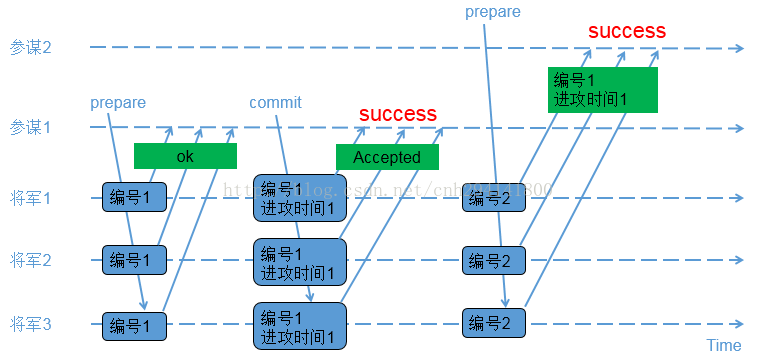 prepare
success
参谋2
编号1
进攻时间1
prepare
commit
success
参谋1
ok
Accepted
将军1
编号1
编号1
进攻时间1
编号2
将军2
编号1
编号1
进攻时间1
编号2
将军3
编号1
编号1
进攻时间1
编号2
Time